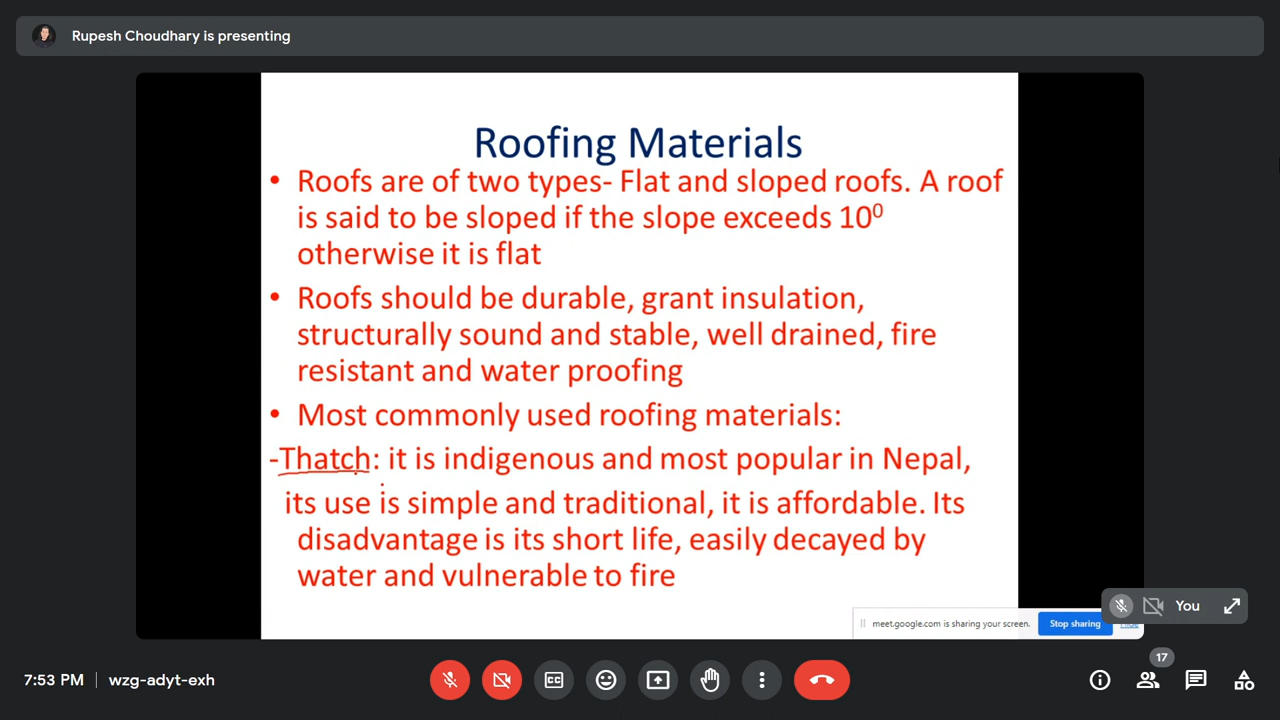 Rupesh Choudhary is presenting
Roofing Materials
• Roofs are of two types- Flat and sloped roofs. A roof
is said to be sloped if the slope exceeds 10⁰
otherwise it is flat
• Roofs should be durable, grant insulation,
structurally sound and stable, well drained, fire
resistant and water proofing
• Most commonly used roofing materials:
-Thatch: it is indigenous and most popular in Nepal,
its use is simple and traditional, it is affordable. Its
disadvantage is its short life, easily decayed by
water and vulnerable to fire
You
meet.google.com is sharing your screen. Stop sharing
17
7:53 PM | wzg-adyt-exh